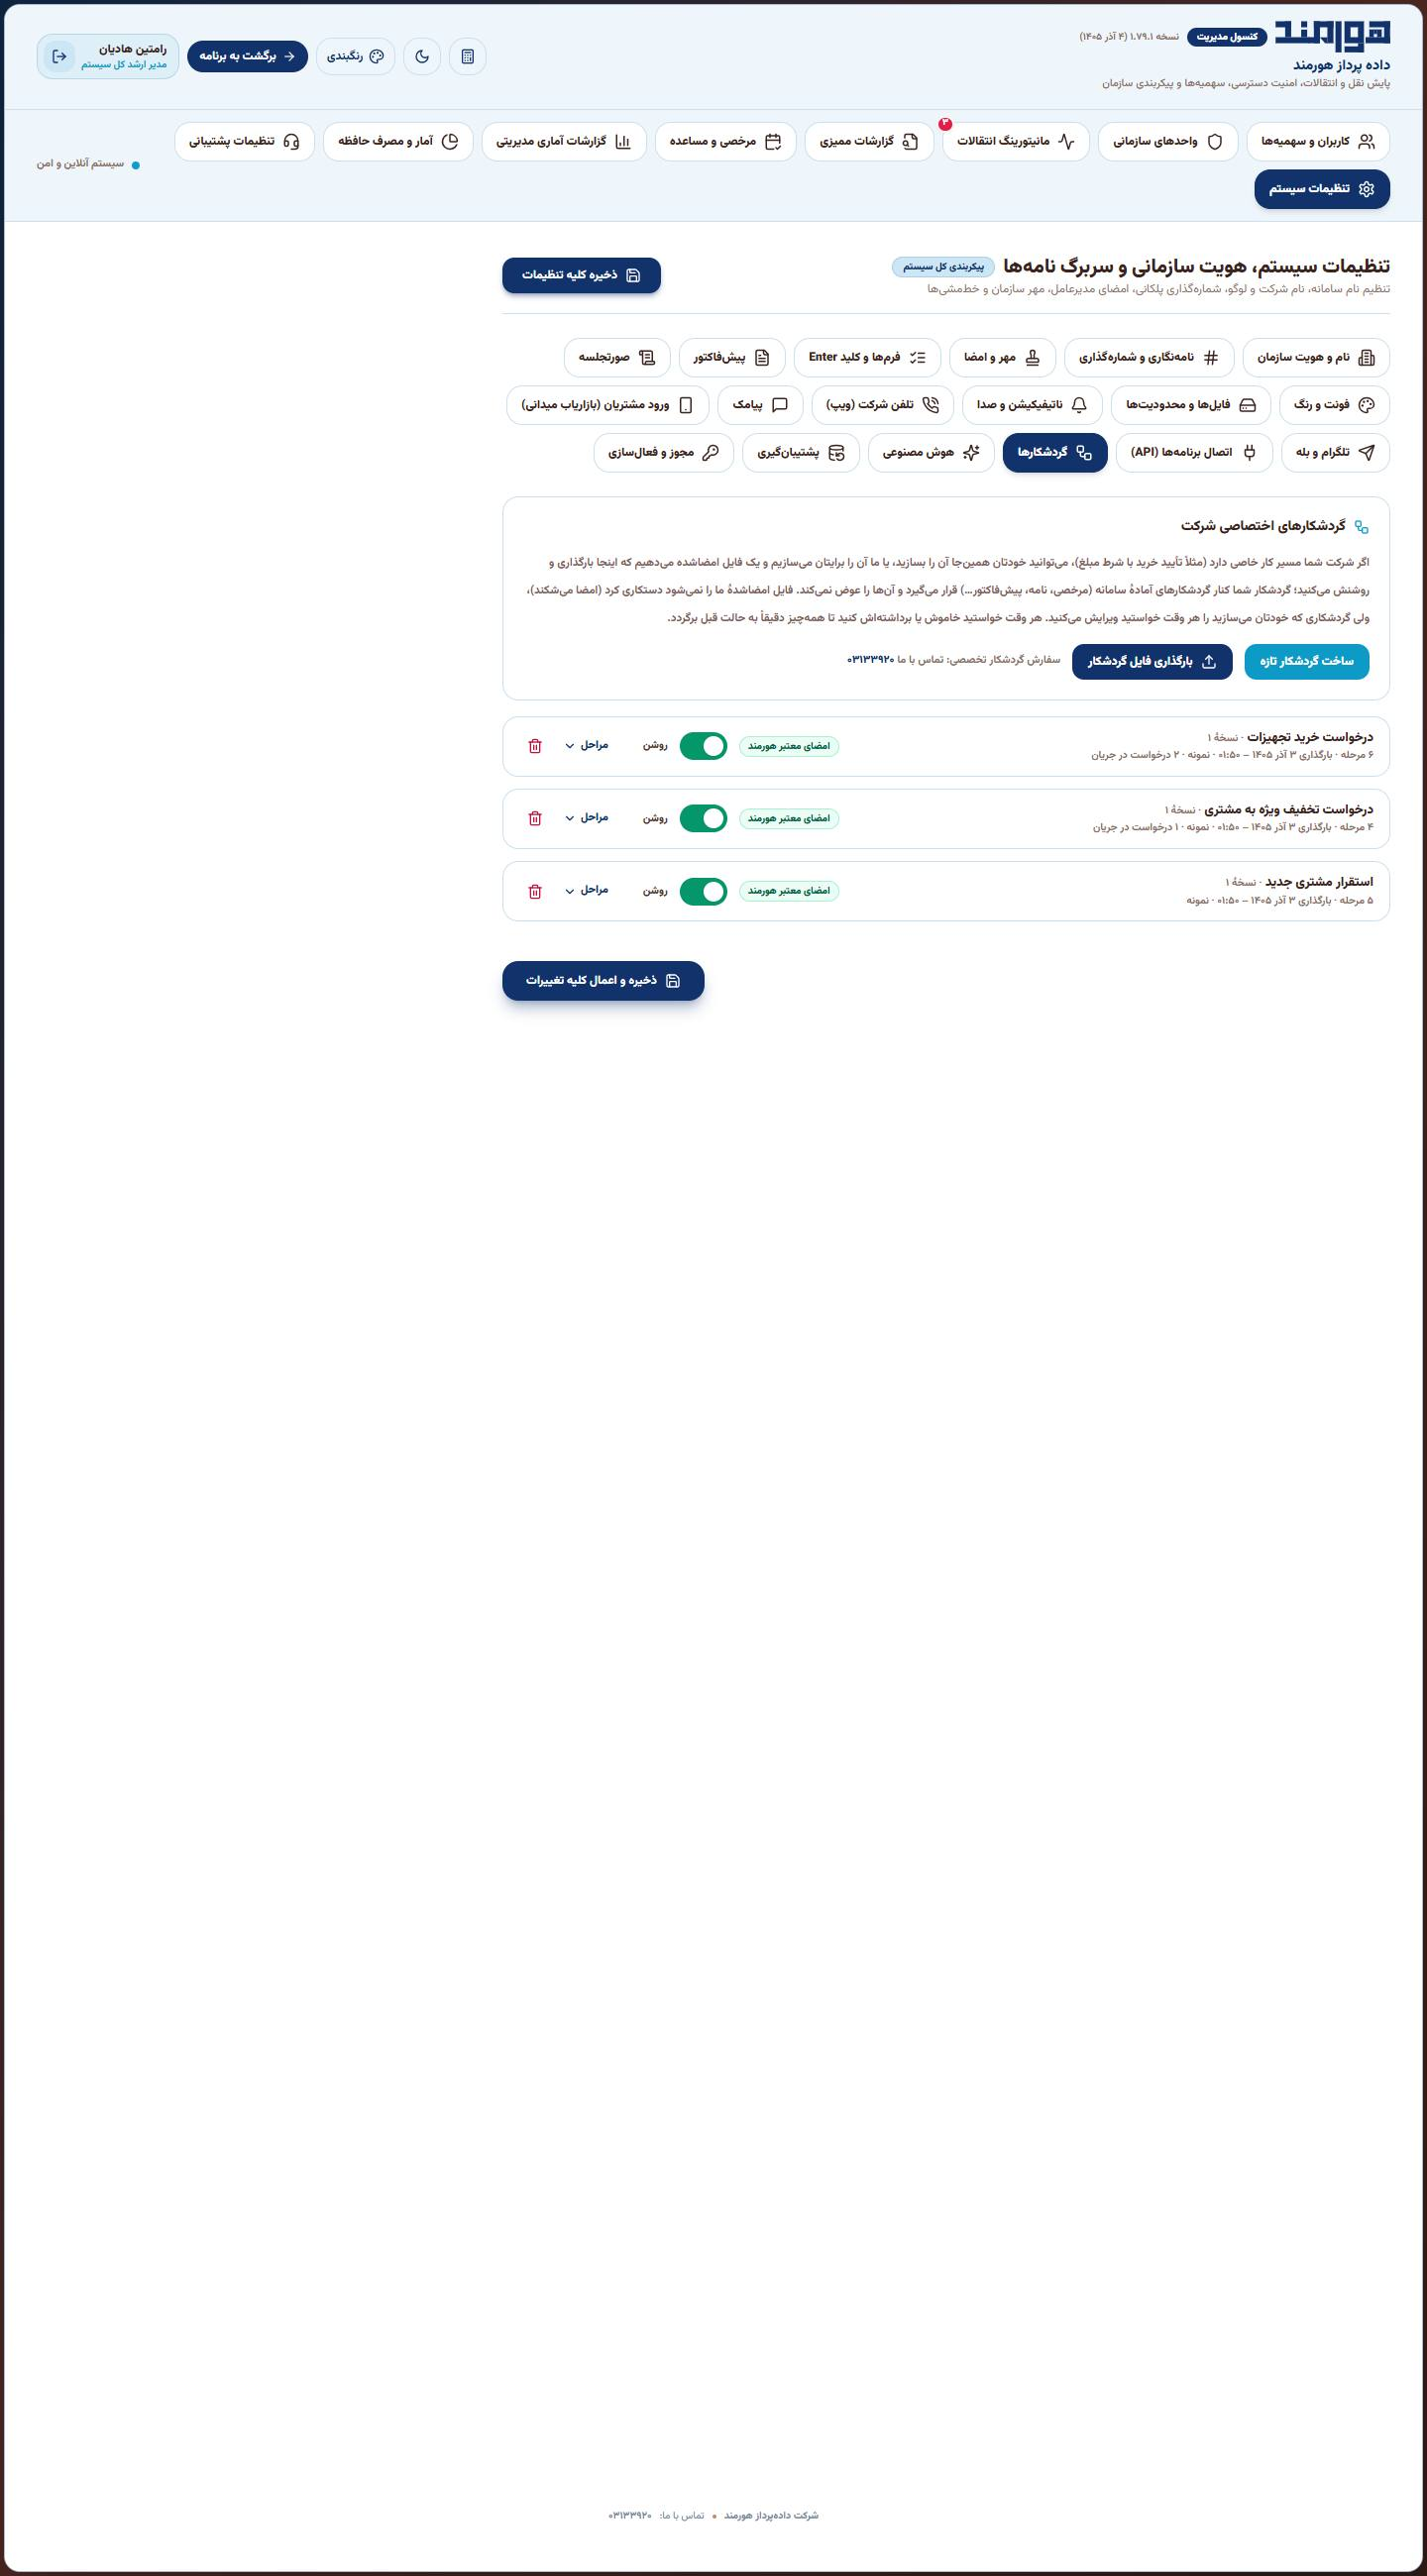 هورمند
کنسول مدیریت
نسخه ۱.۷۹.۱ (۴ آذر ۱۴۰۵)
داده پرداز هورمند
پایش نقل و انتقالات، امنیت دسترسی، سهمیه‌ها و پیکربندی سازمان
رنگبندی
برگشت به برنامه
رامتین هادیان
مدیر ارشد کل سیستم
کاربران و سهمیه‌ها
واحدهای سازمانی
مانیتورینگ انتقالات
۳
گزارشات ممیزی
مرخصی و مساعده
گزارشات آماری مدیریتی
آمار و مصرف حافظه
تنظیمات پشتیبانی
تنظیمات سیستم
سیستم آنلاین و امن
تنظیمات سیستم، هویت سازمانی و سربرگ نامه‌ها
پیکربندی کل سیستم
تنظیم نام سامانه، نام شرکت و لوگو، شماره‌گذاری پلکانی، امضای مدیرعامل، مهر سازمان و خط‌مشی‌ها
ذخیره کلیه تنظیمات
نام و هویت سازمان
نامه‌نگاری و شماره‌گذاری
مهر و امضا
فرم‌ها و کلید Enter
پیش‌فاکتور
صورتجلسه
فونت و رنگ
فایل‌ها و محدودیت‌ها
ناتیفیکیشن و صدا
تلفن شرکت (ویپ)
پیامک
ورود مشتریان (بازاریاب میدانی)
تلگرام و بله
اتصال برنامه‌ها (API)
گردشکارها
هوش مصنوعی
پشتیبان‌گیری
مجوز و فعال‌سازی
گردشکارهای اختصاصی شرکت
اگر شرکت شما مسیر کار خاصی دارد (مثلاً تأیید خرید با شرط مبلغ)، می‌توانید خودتان همین‌جا آن را بسازید، یا ما آن را برایتان می‌سازیم و یک فایل امضاشده می‌دهیم که اینجا بارگذاری و
روشنش می‌کنید؛ گردشکار شما کنار گردشکارهای آمادهٔ سامانه (مرخصی، نامه، پیش‌فاکتور…) قرار می‌گیرد و آن‌ها را عوض نمی‌کند. فایل امضاشدهٔ ما را نمی‌شود دستکاری کرد (امضا می‌شکند)،
ولی گردشکاری که خودتان می‌سازید را هر وقت خواستید ویرایش می‌کنید. هر وقت خواستید خاموش یا برداشته‌اش کنید تا همه‌چیز دقیقاً به حالت قبل برگردد.
ساخت گردشکار تازه
بارگذاری فایل گردشکار
سفارش گردشکار تخصصی: تماس با ما ۰۳۱۳۳۹۲۰
درخواست خرید تجهیزات · نسخهٔ ۱
۶ مرحله · بارگذاری ۳ آذر ۱۴۰۵ – ۰۱:۵۰ · نمونه · ۲ درخواست در جریان
امضای معتبر هورمند
روشن
مراحل
درخواست تخفیف ویژه به مشتری · نسخهٔ ۱
۴ مرحله · بارگذاری ۳ آذر ۱۴۰۵ – ۰۱:۵۰ · نمونه · ۱ درخواست در جریان
امضای معتبر هورمند
روشن
مراحل
استقرار مشتری جدید · نسخهٔ ۱
۵ مرحله · بارگذاری ۳ آذر ۱۴۰۵ – ۰۱:۵۰ · نمونه
امضای معتبر هورمند
روشن
مراحل
ذخیره و اعمال کلیه تغییرات
شرکت داده‌پرداز هورمند • تماس با ما: ۰۳۱۳۳۹۲۰